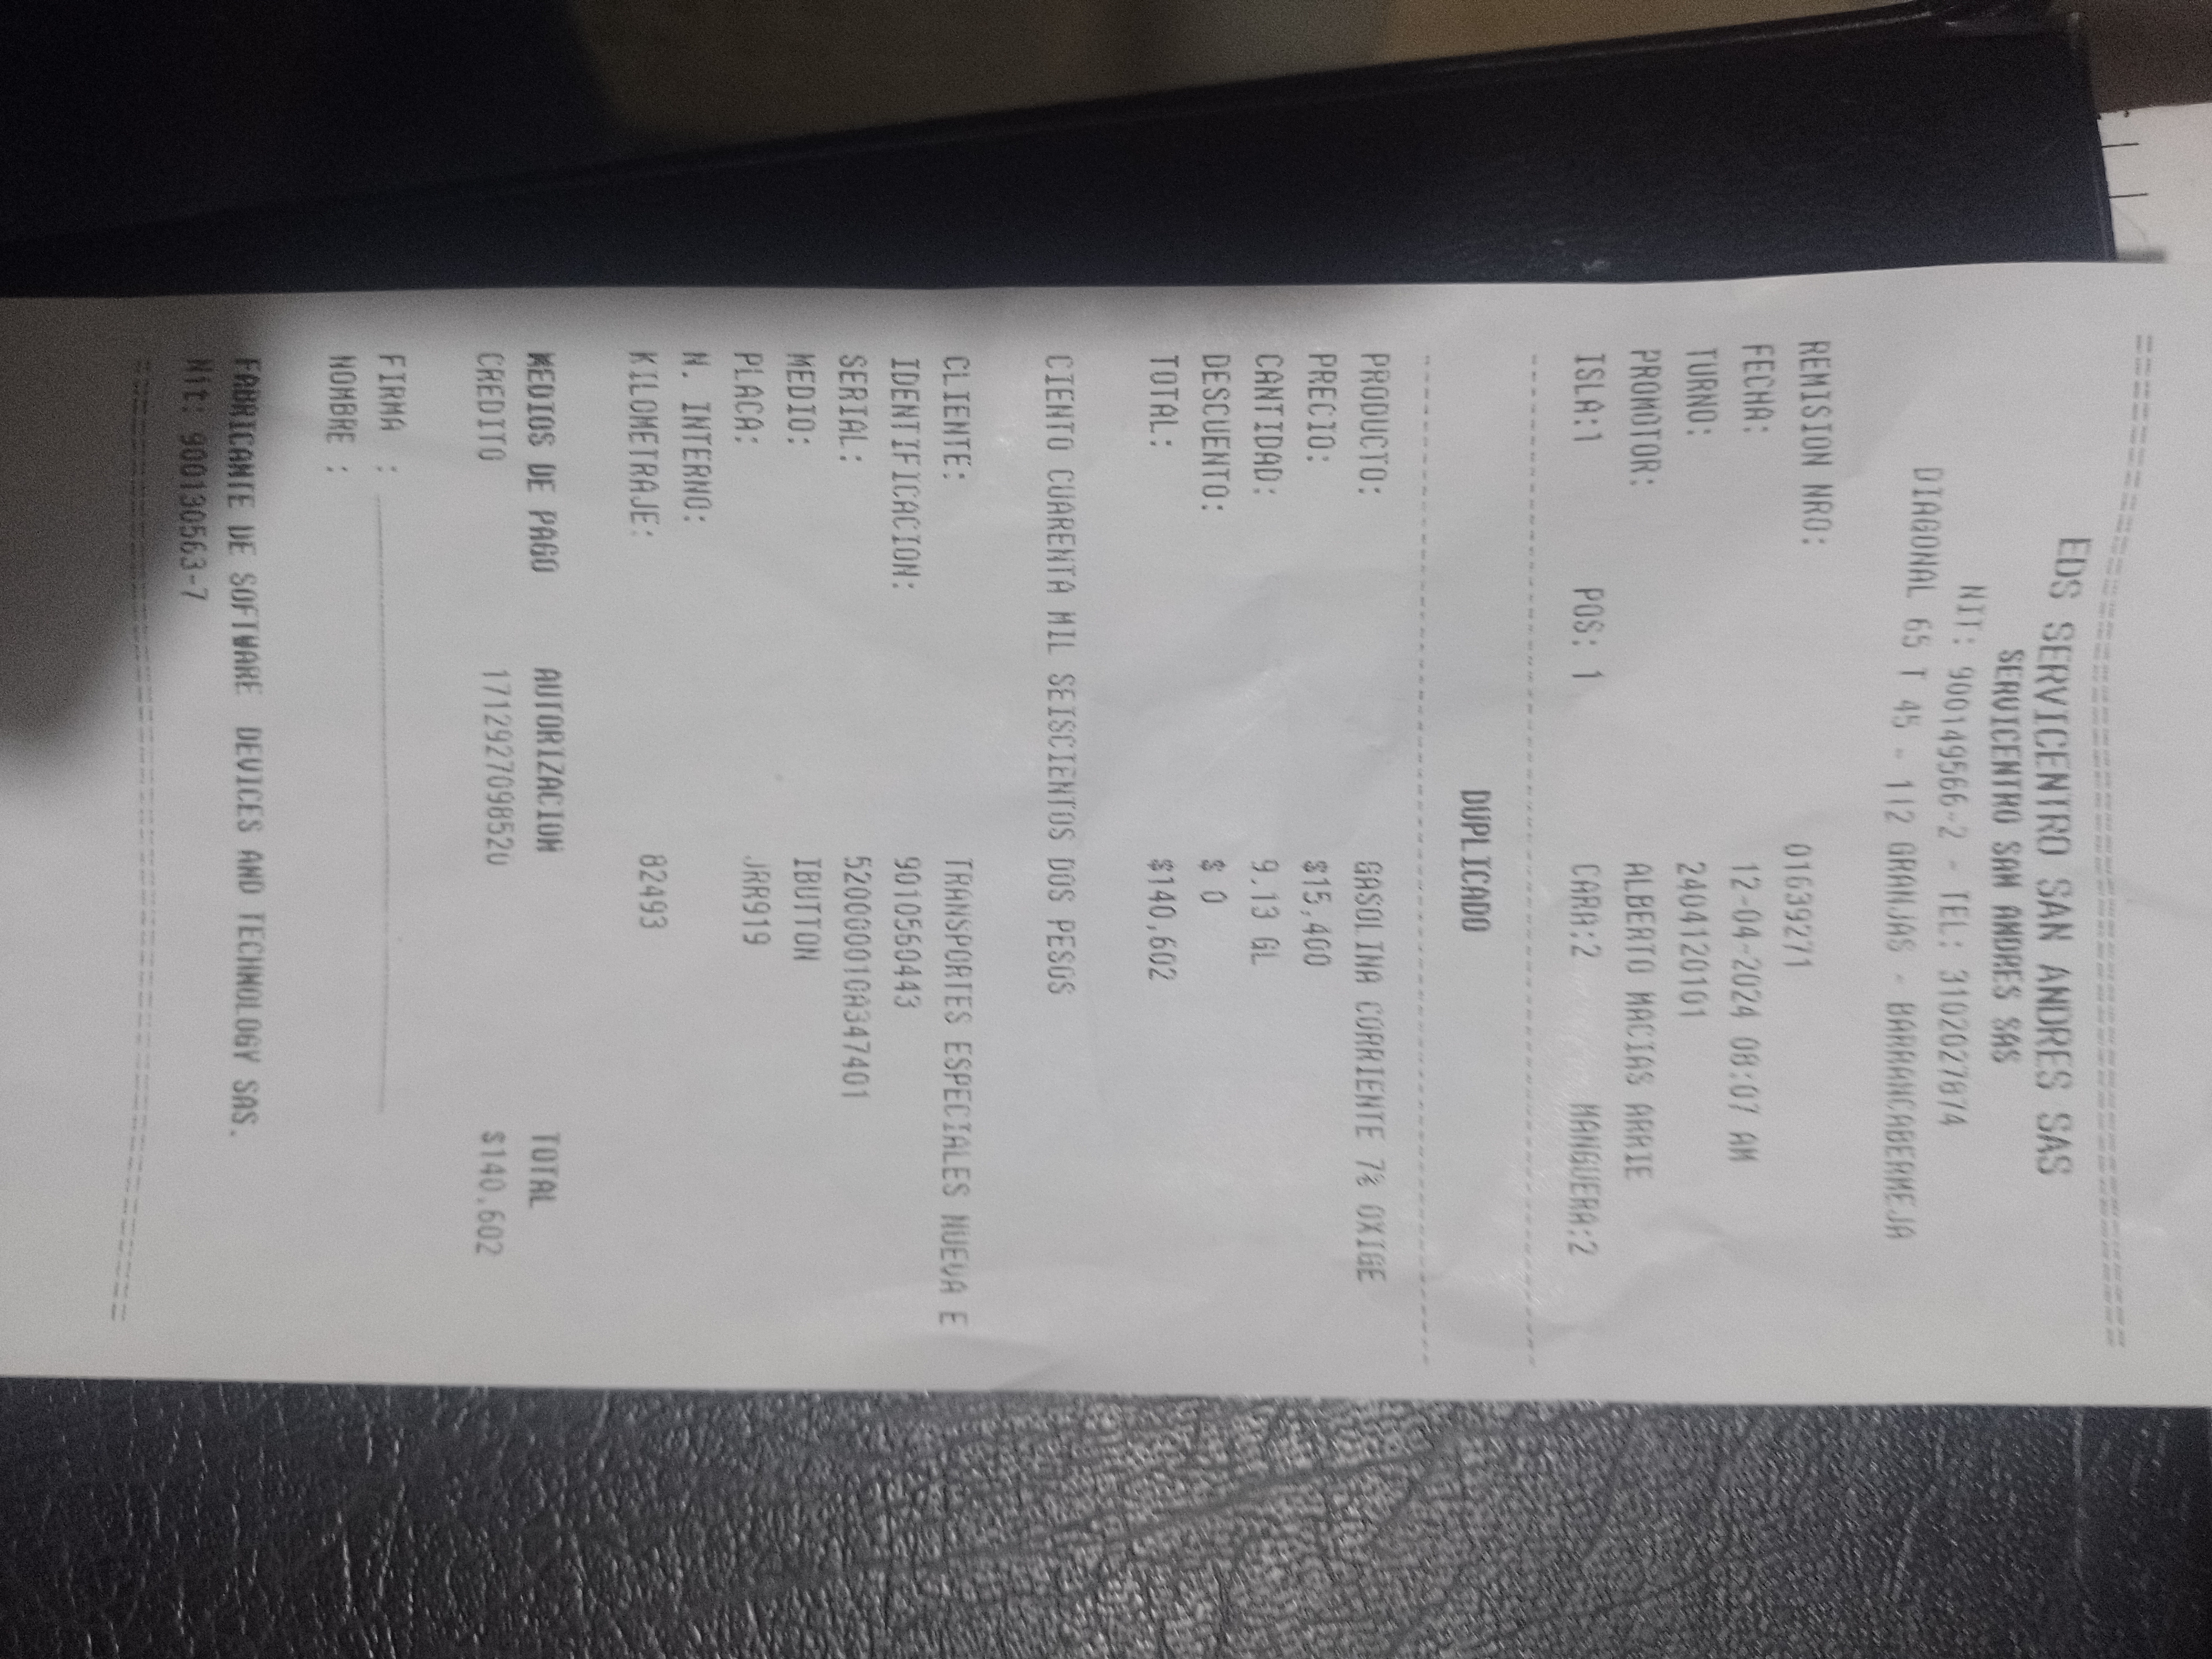 EDS SERVICENTRO SAN ANDRES SAS
SERVICENTRO SAN ANDRES SAS
NIT: 900149566-2 - TEL: 3102027874
DIAGONAL 65 T 45 - 112 GRANJAS - BARRANCABERMEJA
REMISION NRO: 01639271
FECHA: 12-04-2024 08:07 AM
TURNO: 2404120101
PROMOTOR: ALBERTO MACIAS ARRIE
ISLA:1 POS: 1 CARA:2 MANGUERA:2
DUPLICADO
PRODUCTO: GASOLINA CORRIENTE 7% OXIGE
PRECIO: $15,400
CANTIDAD: 9.13 GL
DESCUENTO: $ 0
TOTAL: $140,602
CIENTO CUARENTA MIL SEISCIENTOS DOS PESOS
CLIENTE: TRANSPORTES ESPECIALES NUEVA E
IDENTIFICACION: 9010560443
SERIAL: 5200000010A347401
MEDIO: IBUTTON
PLACA: JRR919
N. INTERNO:
KILOMETRAJE: 82493
MEDIOS DE PAGO AUTORIZACION TOTAL
CREDITO 1712927098520 $140,602
FIRMA :
NOMBRE :
FABRICANTE DE SOFTWARE DEVICES AND TECHNOLOGY SAS.
Nit: 900130563-7